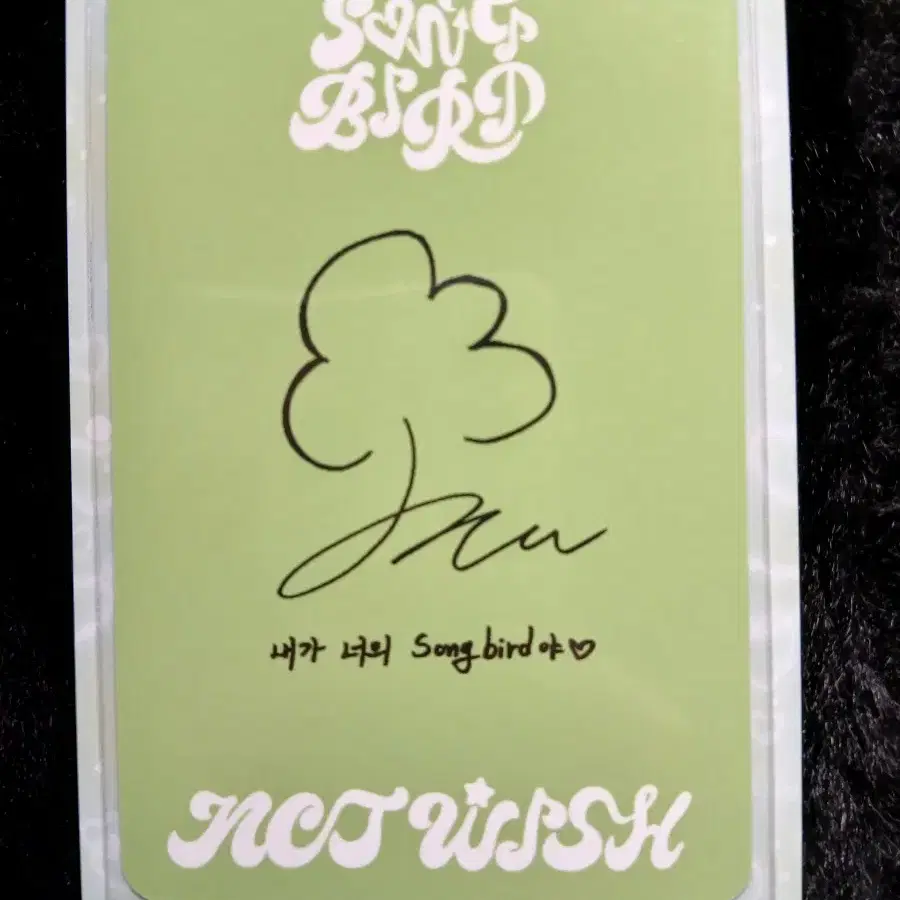 SONG
BIRD
내가 너의 Songbird야♡
NCT WISH